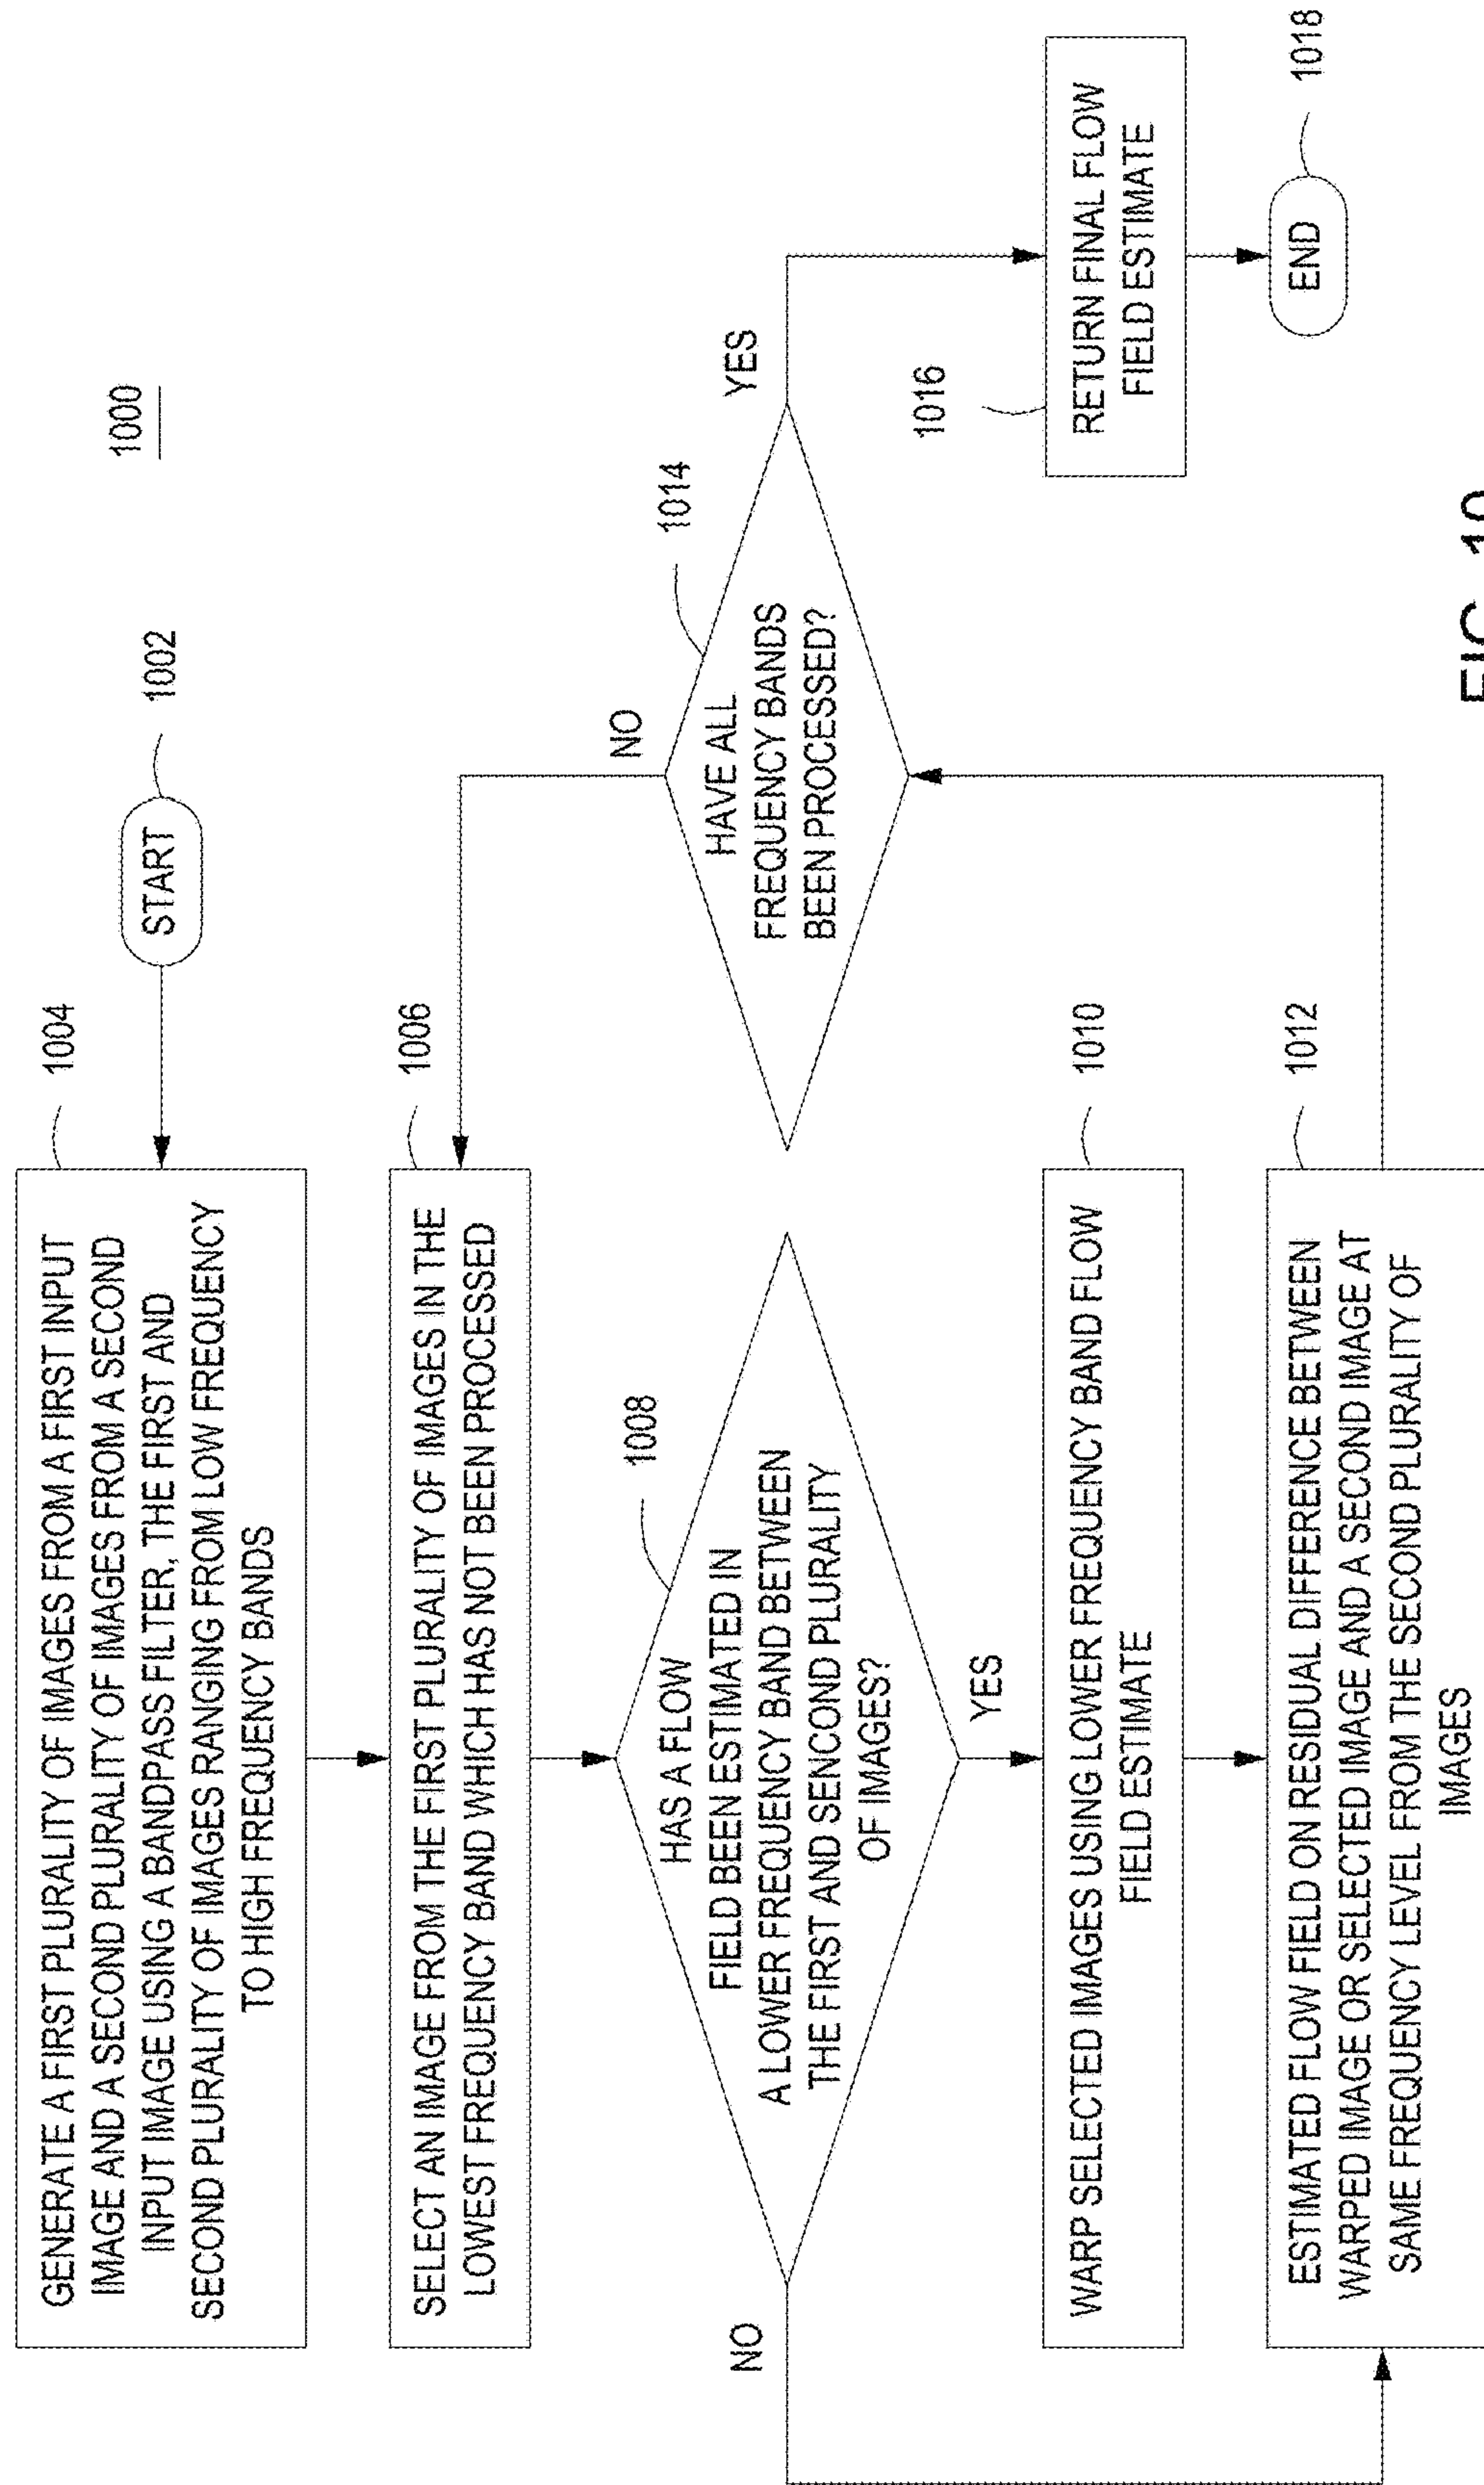 1000
START
1002
1004
GENERATE A FIRST PLURALITY OF IMAGES FROM A FIRST INPUT
IMAGE AND A SECOND PLURALITY OF IMAGES FROM A SECOND
INPUT IMAGE USING A BANDPASS FILTER, THE FIRST AND
SECOND PLURALITY OF IMAGES RANGING FROM LOW FREQUENCY
TO HIGH FREQUENCY BANDS
1006
SELECT AN IMAGE FROM THE FIRST PLURALITY OF IMAGES IN THE
LOWEST FREQUENCY BAND WHICH HAS NOT BEEN PROCESSED
1008
HAS A FLOW
FIELD BEEN ESTIMATED IN
A LOWER FREQUENCY BAND BETWEEN
THE FIRST AND SENCOND PLURALITY
OF IMAGES?
NO
YES
1010
WARP SELECTED IMAGES USING LOWER FREQUENCY BAND FLOW
FIELD ESTIMATE
1012
ESTIMATED FLOW FIELD ON RESIDUAL DIFFERENCE BETWEEN
WARPED IMAGE OR SELECTED IMAGE AND A SECOND IMAGE AT
SAME FREQUENCY LEVEL FROM THE SECOND PLURALITY OF
IMAGES
1014
HAVE ALL
FREQUENCY BANDS
BEEN PROCESSED?
NO
YES
1016
RETURN FINAL FLOW
FIELD ESTIMATE
END
1018
FIG. 10